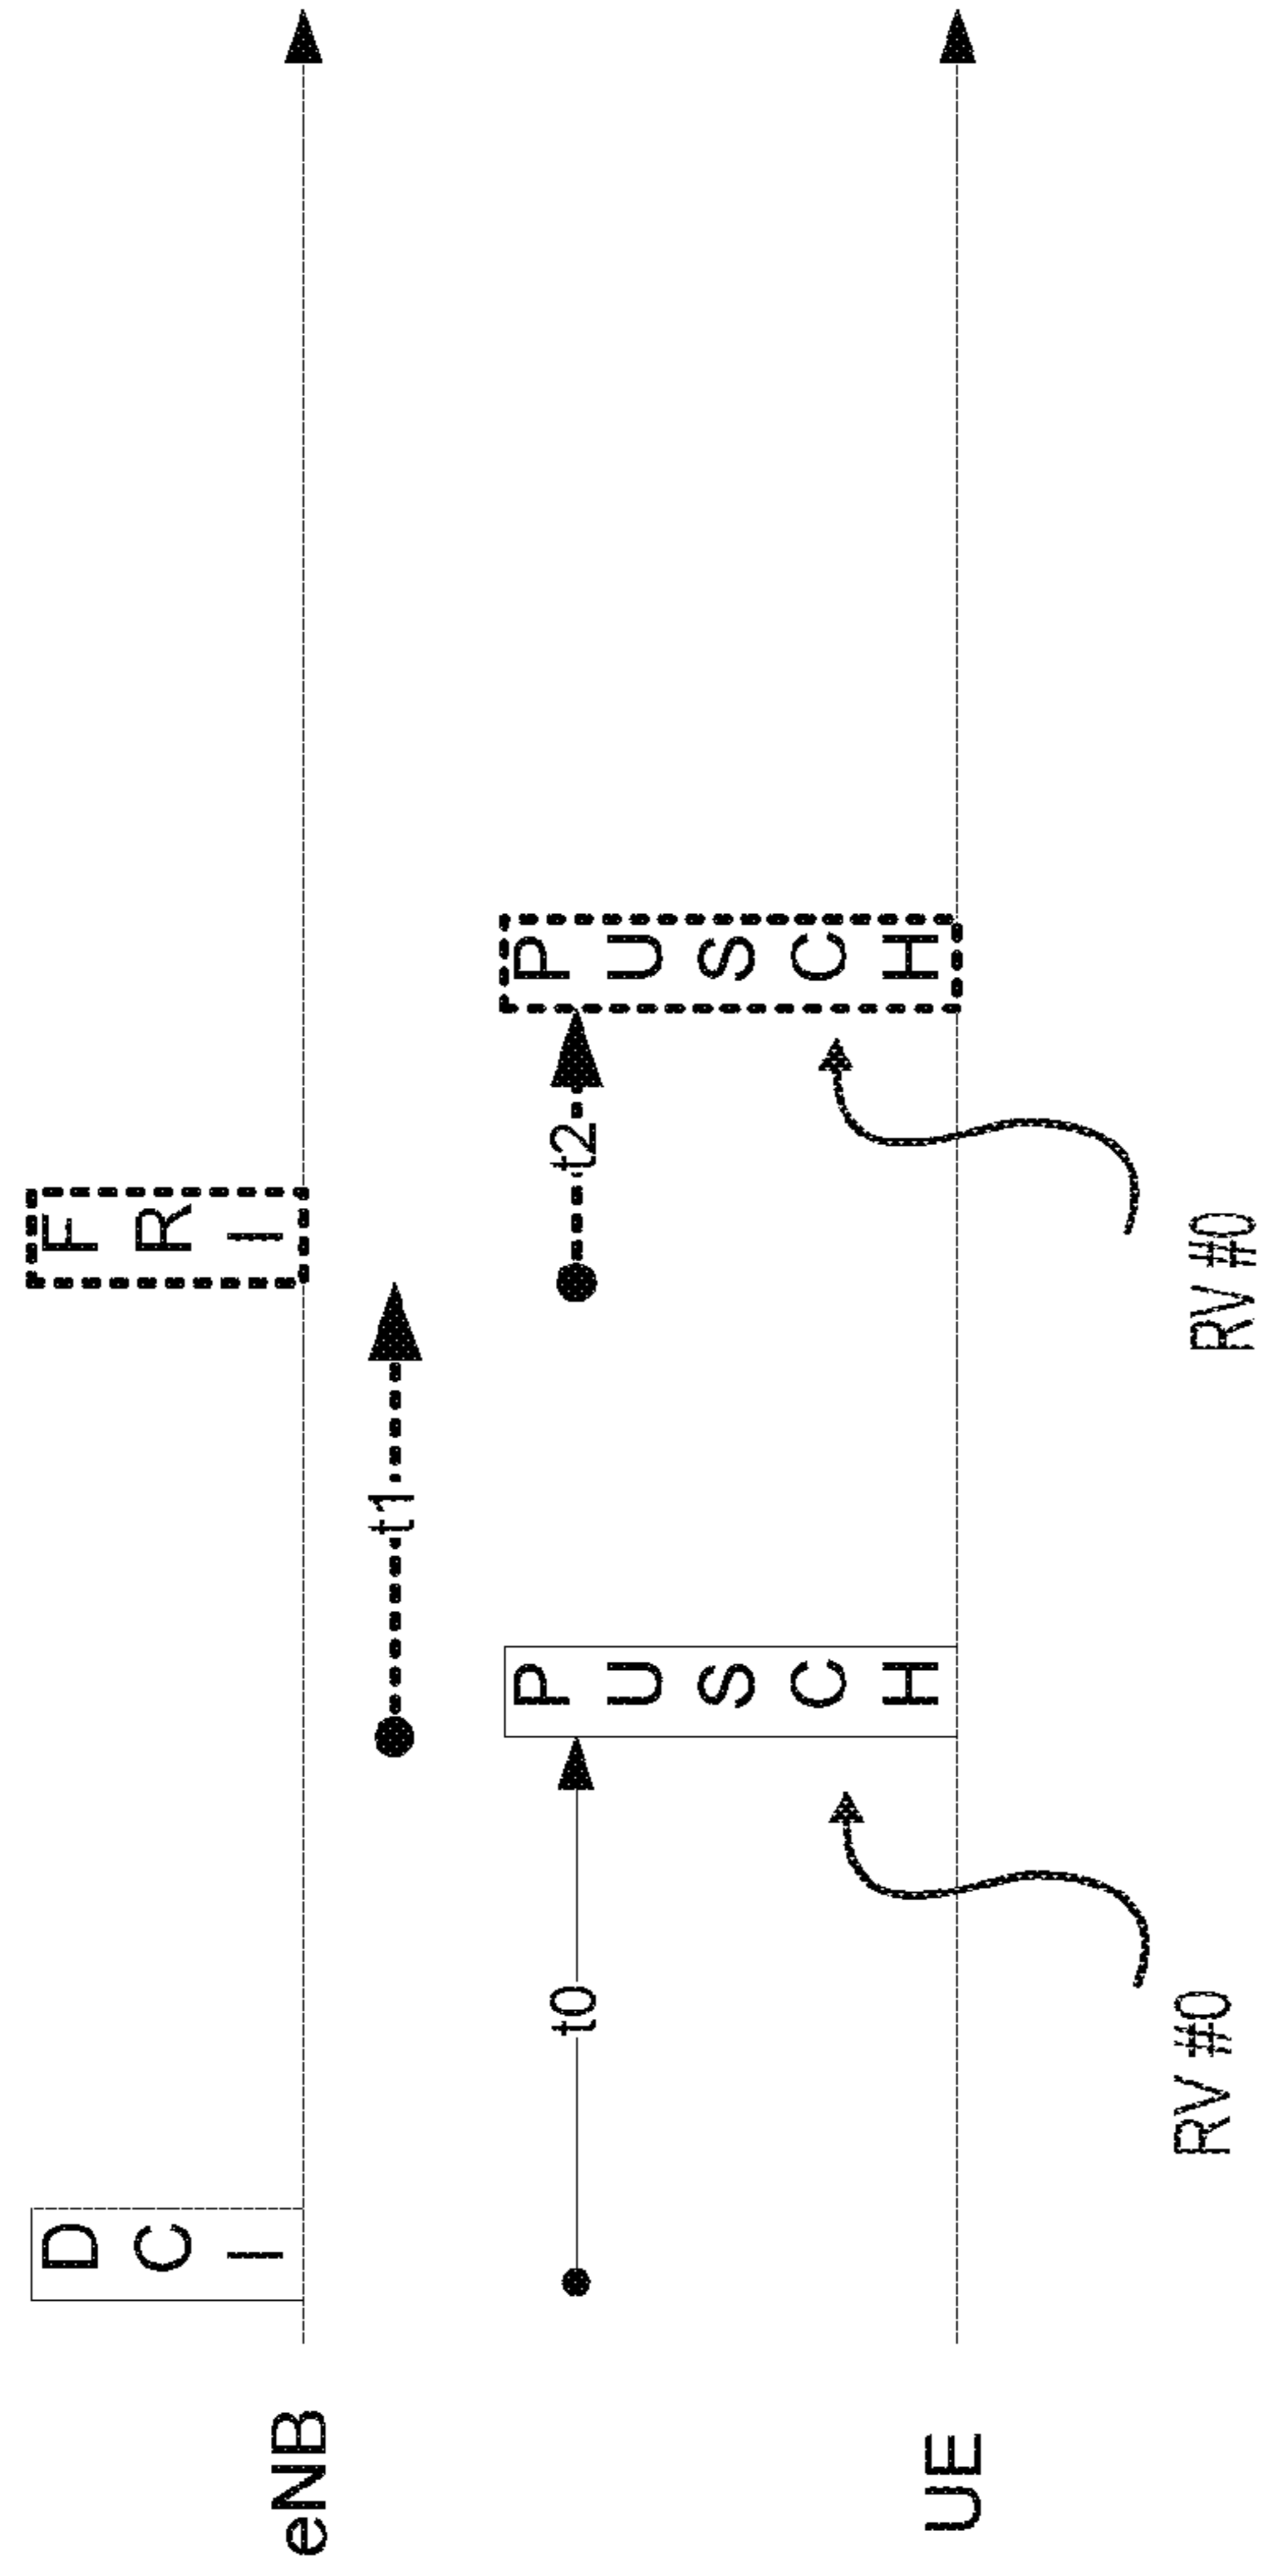 DCI
FRI
eNB
t1
t0
PUSCH
t2
PUSCH
UE
RV #0
RV #0